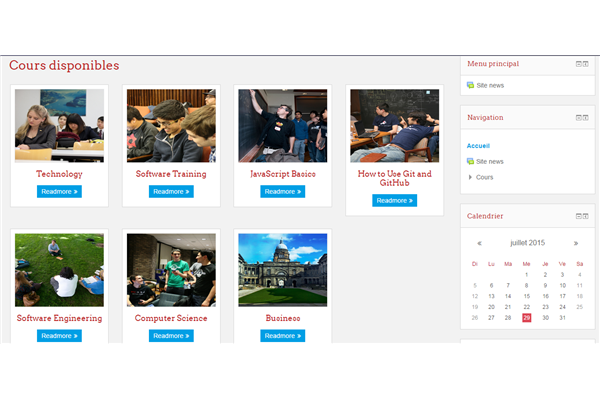 Cours disponibles
Technology
Readmore »
Software Training
Readmore »
JavaScript Basics
Readmore »
How to Use Git and
GitHub
Readmore »
Software Engineering
Readmore »
Computer Science
Readmore »
Business
Readmore »
Menu principal
Site news
Navigation
Accueil
Site news
Cours
Calendrier
« juillet 2015 »
Di Lu Ma Me Je Ve Sa
1 2 3 4
5 6 7 8 9 10 11
12 13 14 15 16 17 18
19 20 21 22 23 24 25
26 27 28 29 30 31